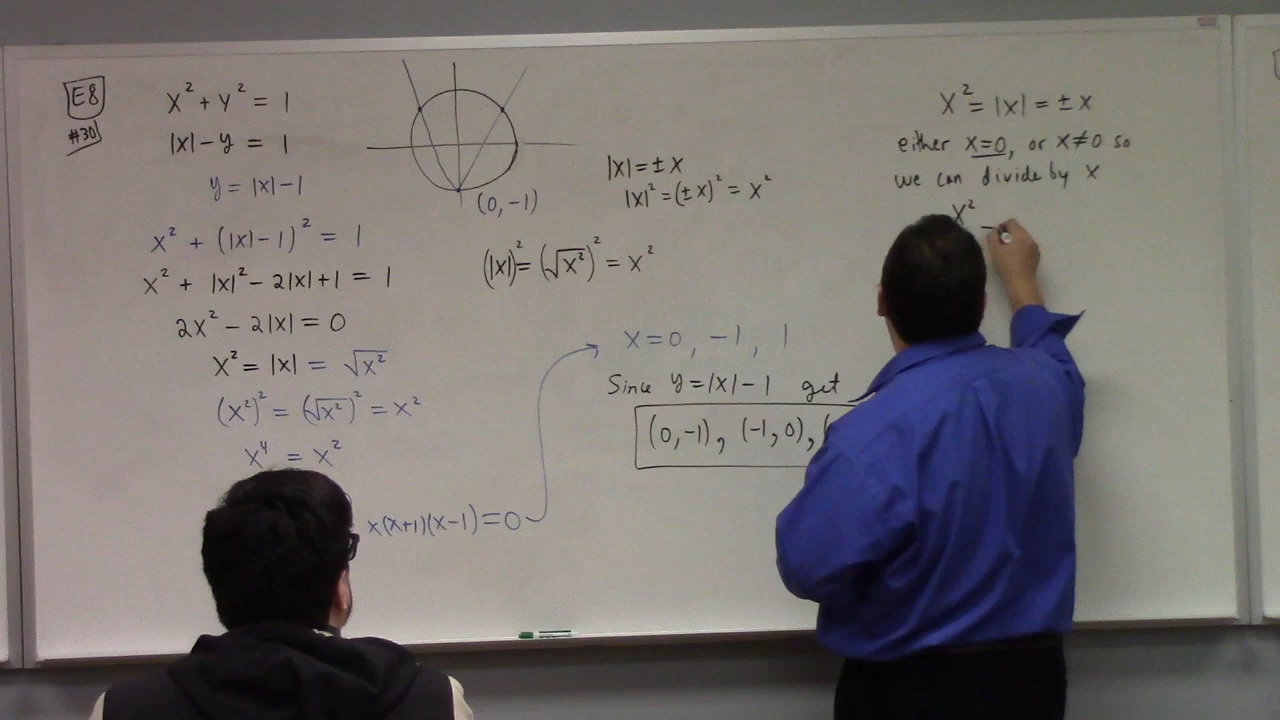 E8
#30
x² + y² = 1
|x| - y = 1
y = |x| - 1
x² + (|x| - 1)² = 1
x² + |x|² - 2|x| + 1 = 1
2x² - 2|x| = 0
x² = |x| = √x²
(x²)² = (√x²)² = x²
x⁴ = x²
x(x+1)(x-1) = 0
(0, -1)
|x| = ± x
|x|² = (± x)² = x²
(|x|)² = (√x²)² = x²
x = 0, -1, 1
Since y = |x| - 1 get
(0, -1), (-1, 0), (
x² = |x| = ± x
either x=0, or x≠0 so
we can divide by x
x²